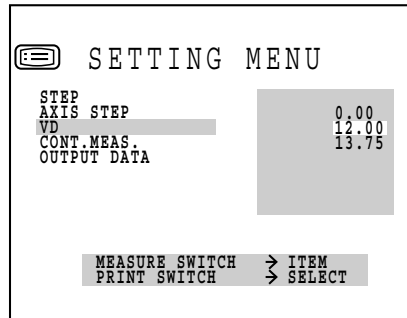 SETTING MENU
STEP
AXIS STEP
VD
CONT.MEAS.
OUTPUT DATA
0.00
12.00
13.75
MEASURE SWITCH → ITEM
PRINT SWITCH → SELECT